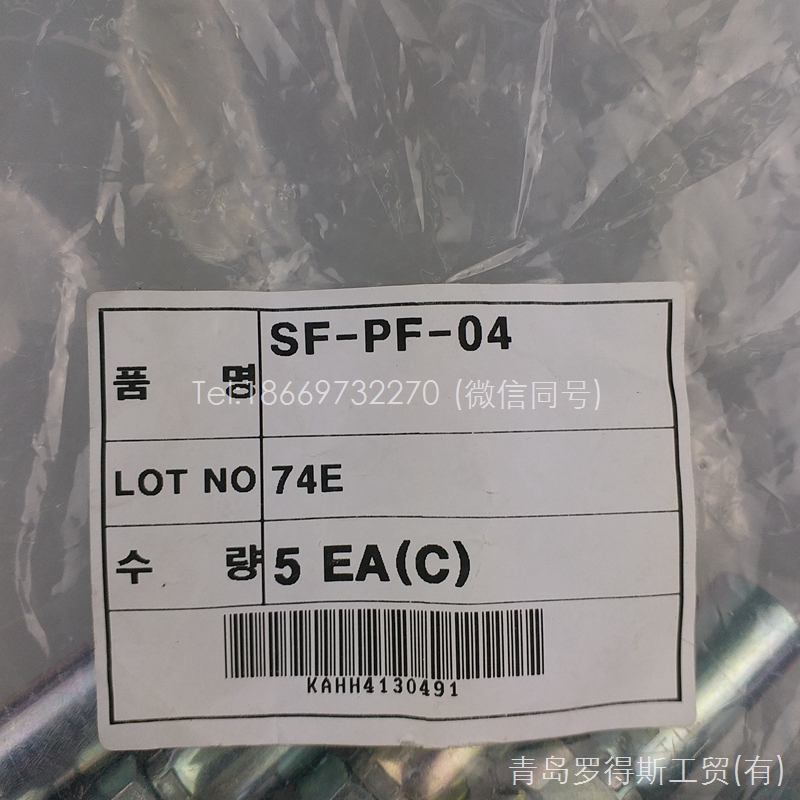 SF-PF-04
품 명
Tel:18669732270 (微信同号)
LOT NO 74E
수 량 5 EA(C)
KAHH4130491
青岛罗得斯工贸(有)